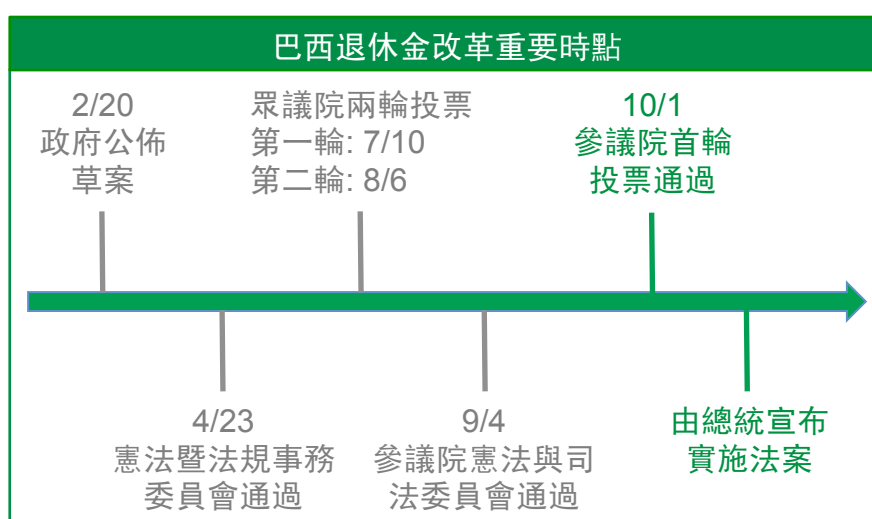 巴西退休金改革重要時點
2/20
政府公佈
草案
眾議院兩輪投票
第一輪: 7/10
第二輪: 8/6
10/1
參議院首輪
投票通過
4/23
憲法暨法規事務
委員會通過
9/4
參議院憲法與司
法委員會通過
由總統宣布
實施法案